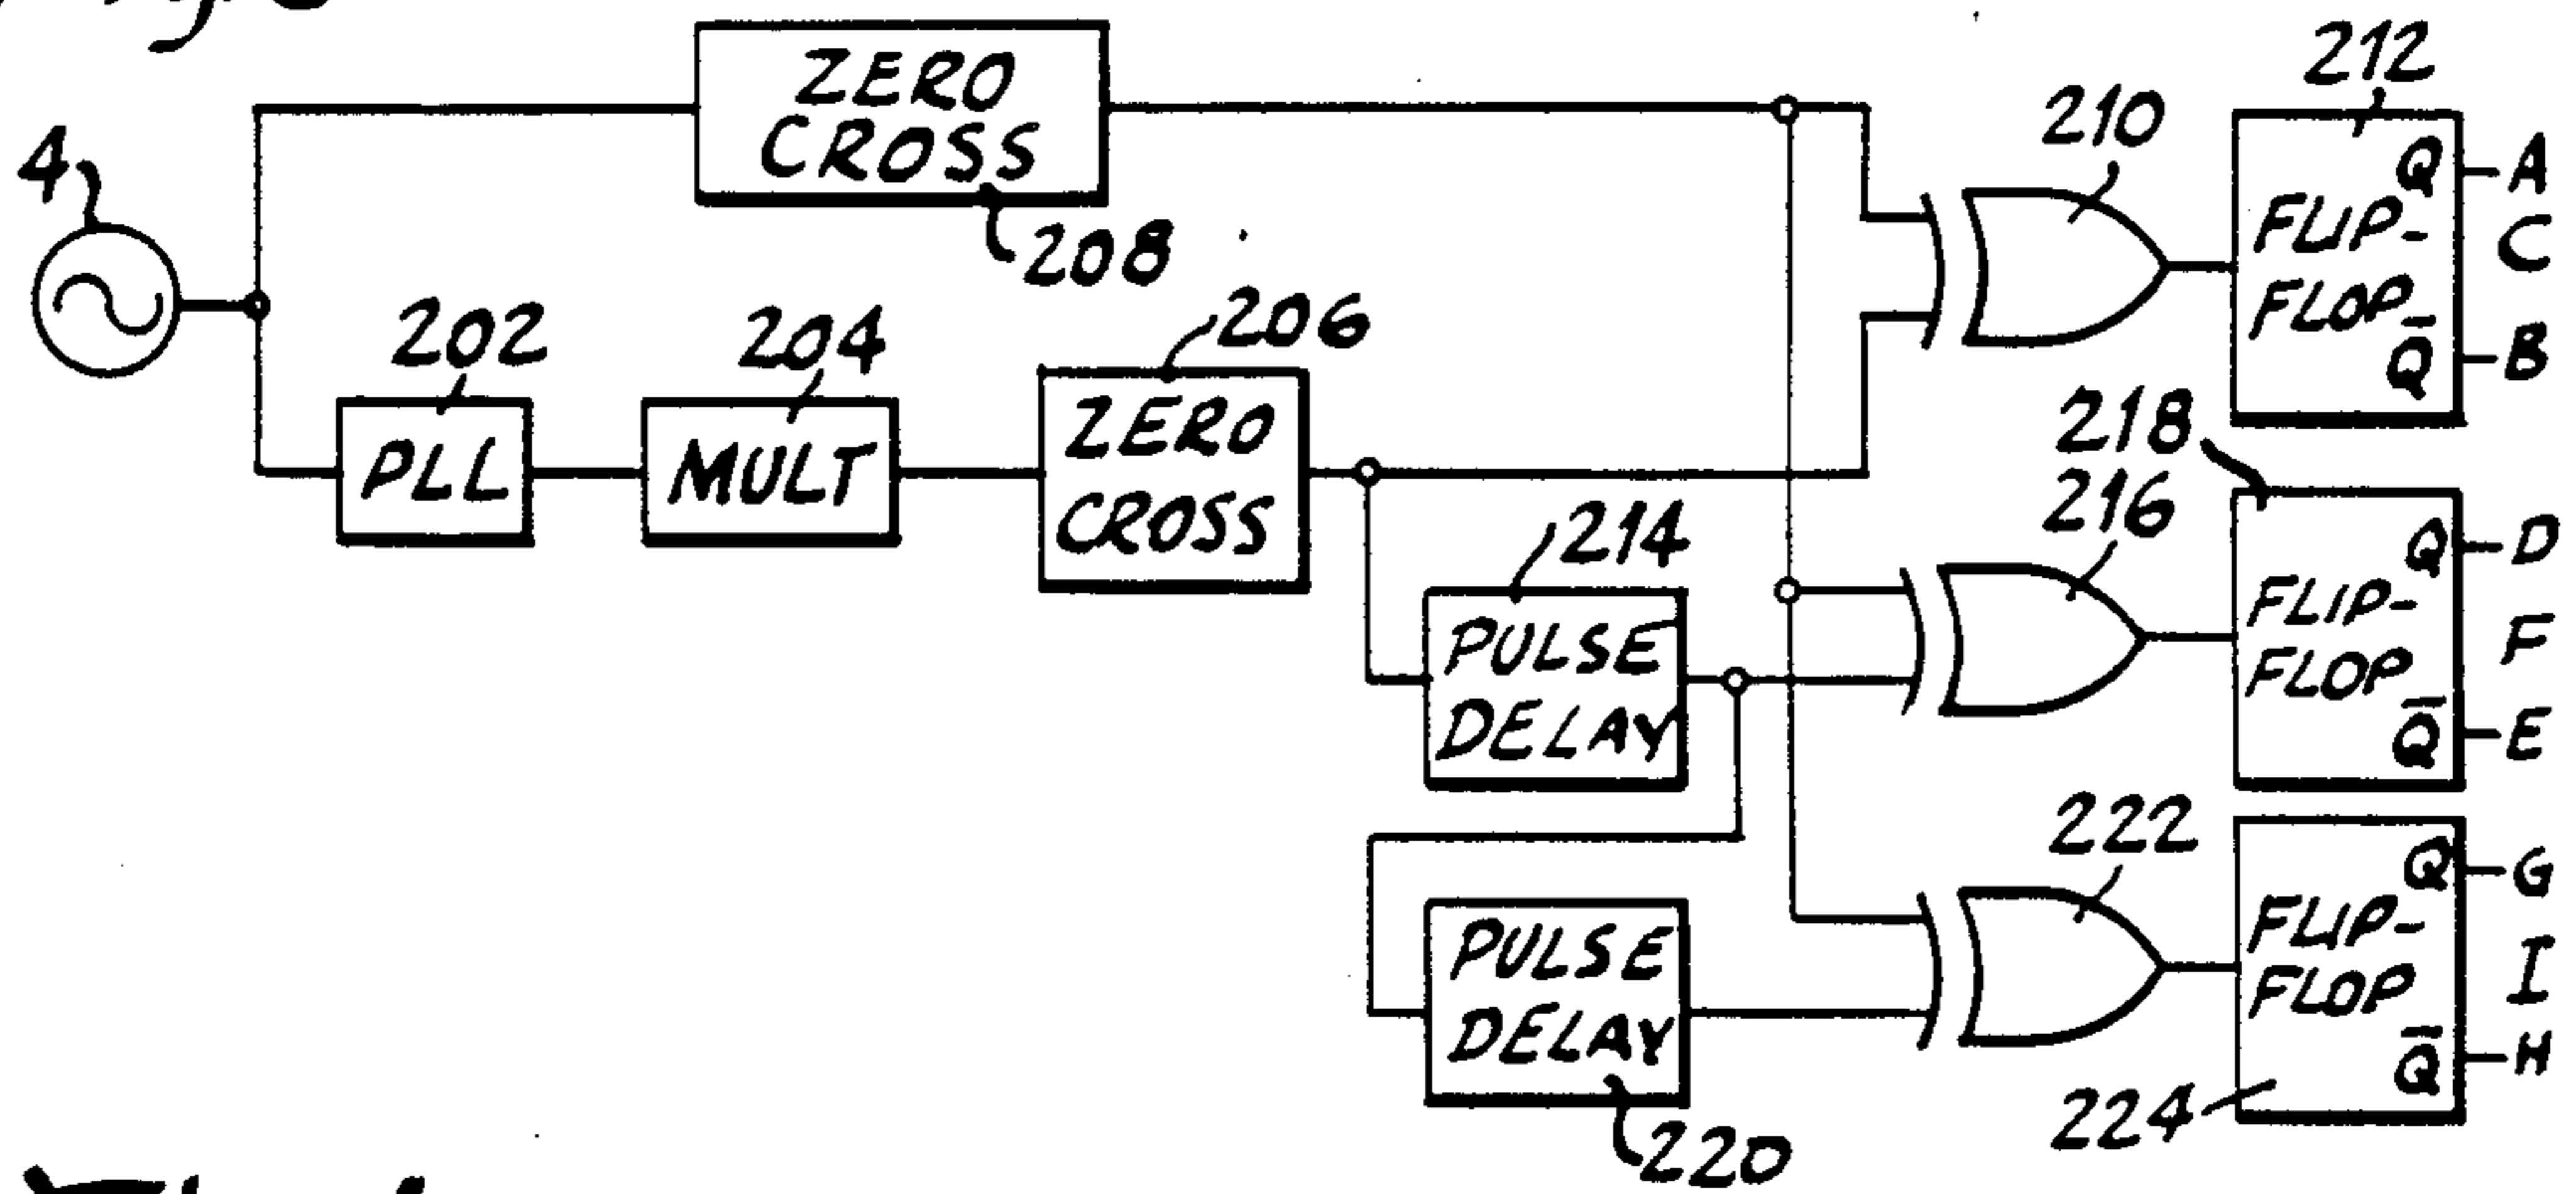 ZERO
CROSS
208
4
202
PLL
204
MULT
206
ZERO
CROSS
214
PULSE
DELAY
PULSE
DELAY
220
210
212
Q
FLIP-
FLOP
Q̅
A
C
B
218
216
Q
FLIP-
FLOP
Q̅
D
F
E
222
Q
FLIP-
FLOP
Q̅
224
G
I
H